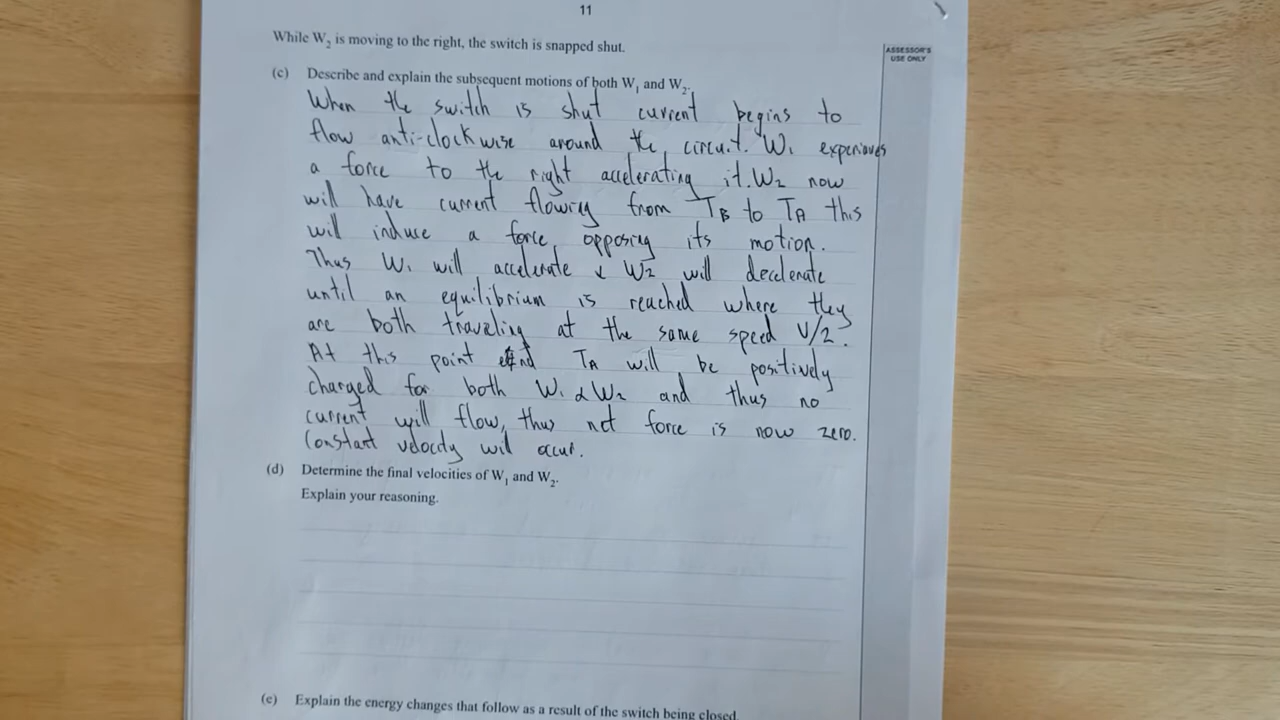 11
While W₂ is moving to the right, the switch is snapped shut.
ASSESSOR'S
USE ONLY
(c) Describe and explain the subsequent motions of both W₁ and W₂.
When the switch is shut current begins to
flow anti-clockwise around the circuit. W₁ experiences
a force to the right accelerating it. W₂ now
will have current flowing from TB to TA this
will induce a force opposing its motion.
Thus W₁ will accelerate & W₂ will decelerate
until an equilibrium is reached where they
are both traveling at the same speed V/2.
At this point end TA will be positively
charged for both W₁ & W₂ and thus no
current will flow, thus net force is now zero.
Constant velocity will occur.
(d) Determine the final velocities of W₁ and W₂.
Explain your reasoning.
(e) Explain the energy changes that follow as a result of the switch being closed.